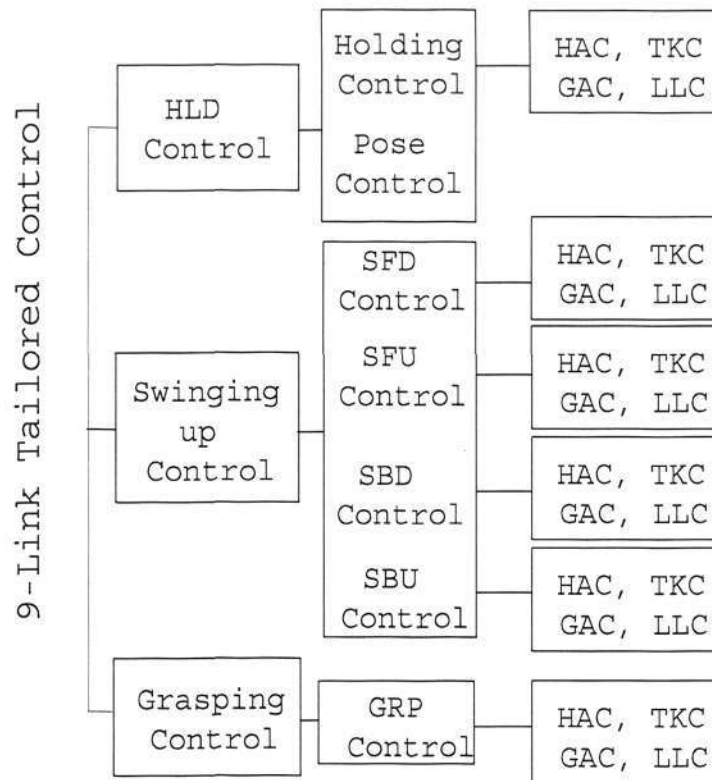 9-Link Tailored Control
HLD
Control
Holding
Control
Pose
Control
HAC, TKC
GAC, LLC
Swinging
up
Control
SFD
Control
HAC, TKC
GAC, LLC
SFU
Control
HAC, TKC
GAC, LLC
SBD
Control
HAC, TKC
GAC, LLC
SBU
Control
HAC, TKC
GAC, LLC
Grasping
Control
GRP
Control
HAC, TKC
GAC, LLC